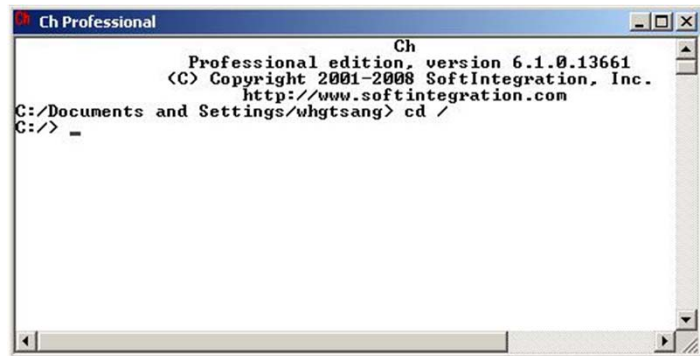 Ch Ch Professional
Ch
Professional edition, version 6.1.0.13661
(C) Copyright 2001-2008 SoftIntegration, Inc.
http://www.softintegration.com
C:/Documents and Settings/whgtsang> cd /
C:/> _